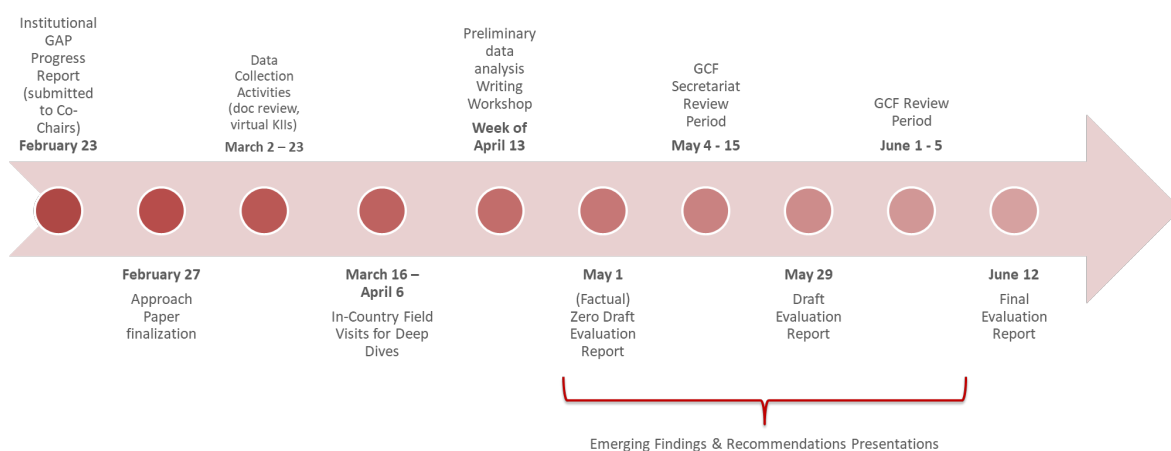 Institutional
GAP
Progress
Report
(submitted
to Co-
Chairs)
February 23
Data
Collection
Activities
(doc review,
virtual KIIs)
March 2 – 23
Preliminary
data
analysis
Writing
Workshop
Week of
April 13
GCF
Secretariat
Review
Period
May 4 - 15
GCF Review
Period
June 1 - 5
February 27
Approach
Paper
finalization
March 16 –
April 6
In-Country Field
Visits for Deep
Dives
May 1
(Factual)
Zero Draft
Evaluation
Report
May 29
Draft
Evaluation
Report
June 12
Final
Evaluation
Report
Emerging Findings & Recommendations Presentations